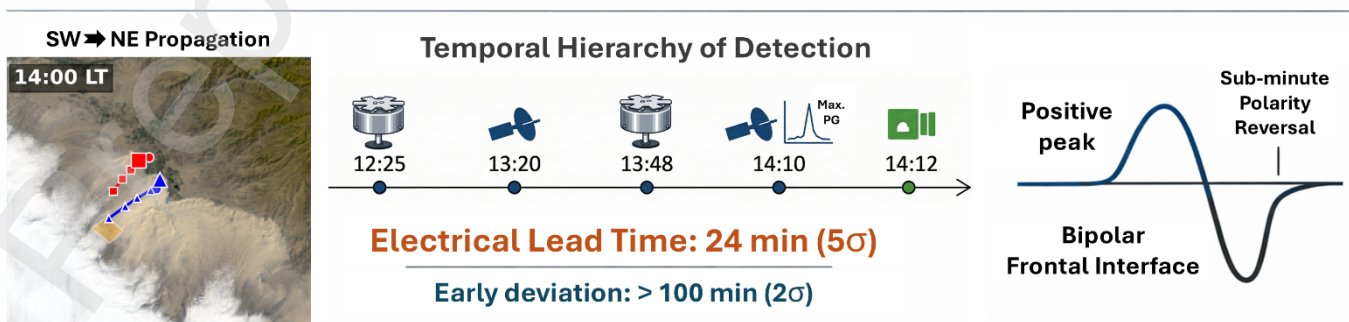 SW ➡ NE Propagation
14:00 LT
Temporal Hierarchy of Detection
Max.
PG
12:25
13:20
13:48
14:10
14:12
Electrical Lead Time: 24 min (5σ)
Early deviation: > 100 min (2σ)
Positive
peak
Sub-minute
Polarity
Reversal
Bipolar
Frontal Interface